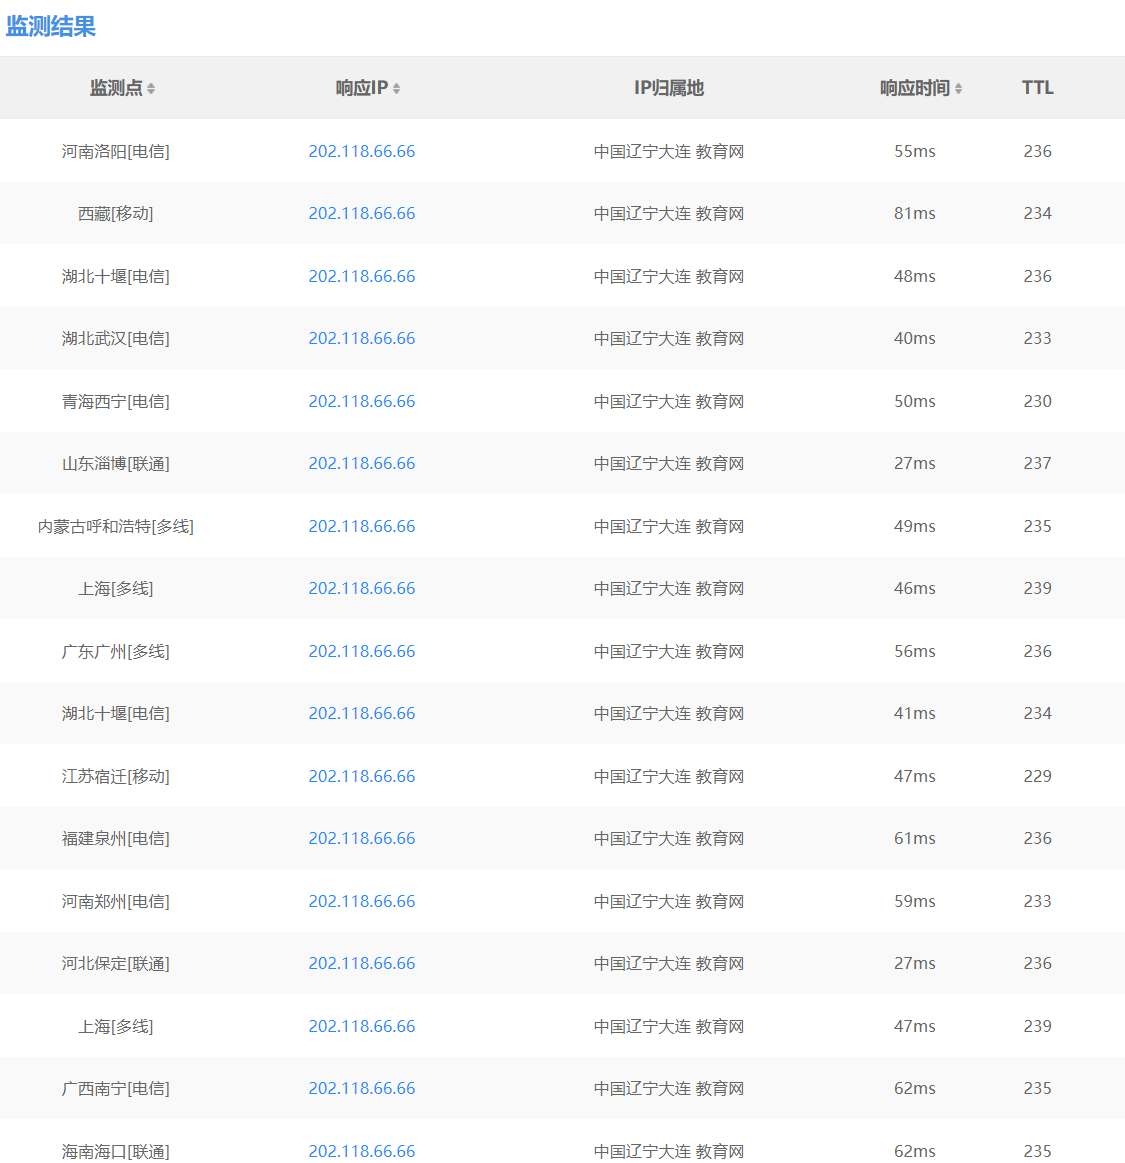 监测结果
监测点 响应IP IP归属地 响应时间 TTL
河南洛阳[电信] 202.118.66.66 中国辽宁大连 教育网 55ms 236
西藏[移动] 202.118.66.66 中国辽宁大连 教育网 81ms 234
湖北十堰[电信] 202.118.66.66 中国辽宁大连 教育网 48ms 236
湖北武汉[电信] 202.118.66.66 中国辽宁大连 教育网 40ms 233
青海西宁[电信] 202.118.66.66 中国辽宁大连 教育网 50ms 230
山东淄博[联通] 202.118.66.66 中国辽宁大连 教育网 27ms 237
内蒙古呼和浩特[多线] 202.118.66.66 中国辽宁大连 教育网 49ms 235
上海[多线] 202.118.66.66 中国辽宁大连 教育网 46ms 239
广东广州[多线] 202.118.66.66 中国辽宁大连 教育网 56ms 236
湖北十堰[电信] 202.118.66.66 中国辽宁大连 教育网 41ms 234
江苏宿迁[移动] 202.118.66.66 中国辽宁大连 教育网 47ms 229
福建泉州[电信] 202.118.66.66 中国辽宁大连 教育网 61ms 236
河南郑州[电信] 202.118.66.66 中国辽宁大连 教育网 59ms 233
河北保定[联通] 202.118.66.66 中国辽宁大连 教育网 27ms 236
上海[多线] 202.118.66.66 中国辽宁大连 教育网 47ms 239
广西南宁[电信] 202.118.66.66 中国辽宁大连 教育网 62ms 235
海南海口[联通] 202.118.66.66 中国辽宁大连 教育网 62ms 235